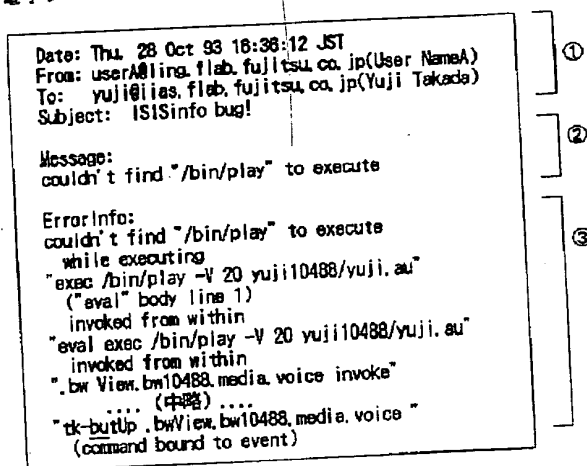 Date: Thu, 28 Oct 93 16:36:12 JST
From: userA@ling.flab.fujitsu.co.jp(User NameA)
To: yuji@iias.flab.fujitsu.co.jp(Yuji Takada)
Subject: ISISinfo bug!
①
Message:
couldn't find "/bin/play" to execute
②
ErrorInfo:
couldn't find "/bin/play" to execute
while executing
"exec /bin/play -V 20 yuji10488/yuji.au"
("eval" body line 1)
invoked from within
"eval exec /bin/play -V 20 yuji10488/yuji.au"
invoked from within
".bw View.bw10488.media.voice invoke"
.... (中略) ....
"tk-butUp .bwView.bw10488.media.voice "
(command bound to event)
③